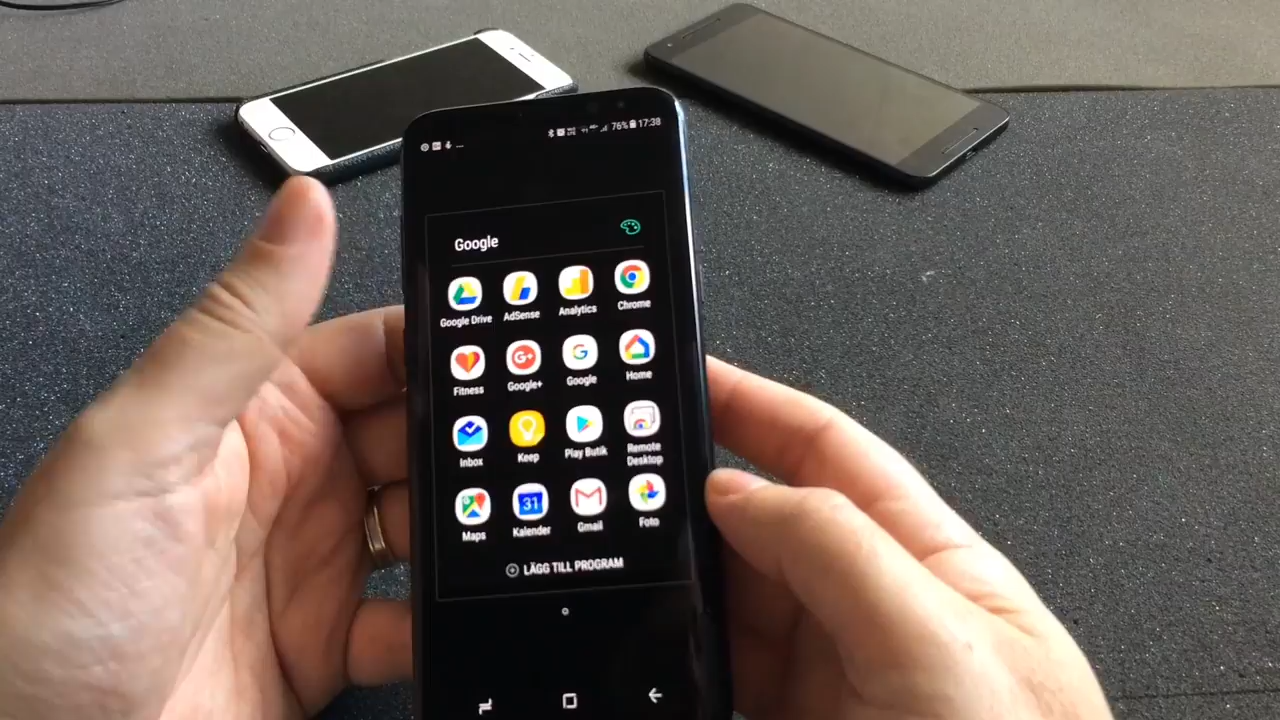 76% 17:38
Google
Google Drive AdSense Analytics Chrome
Fitness Google+ Google Home
Inbox Keep Play Butik Remote Desktop
31
Maps Kalender Gmail Foto
LÄGG TILL PROGRAM